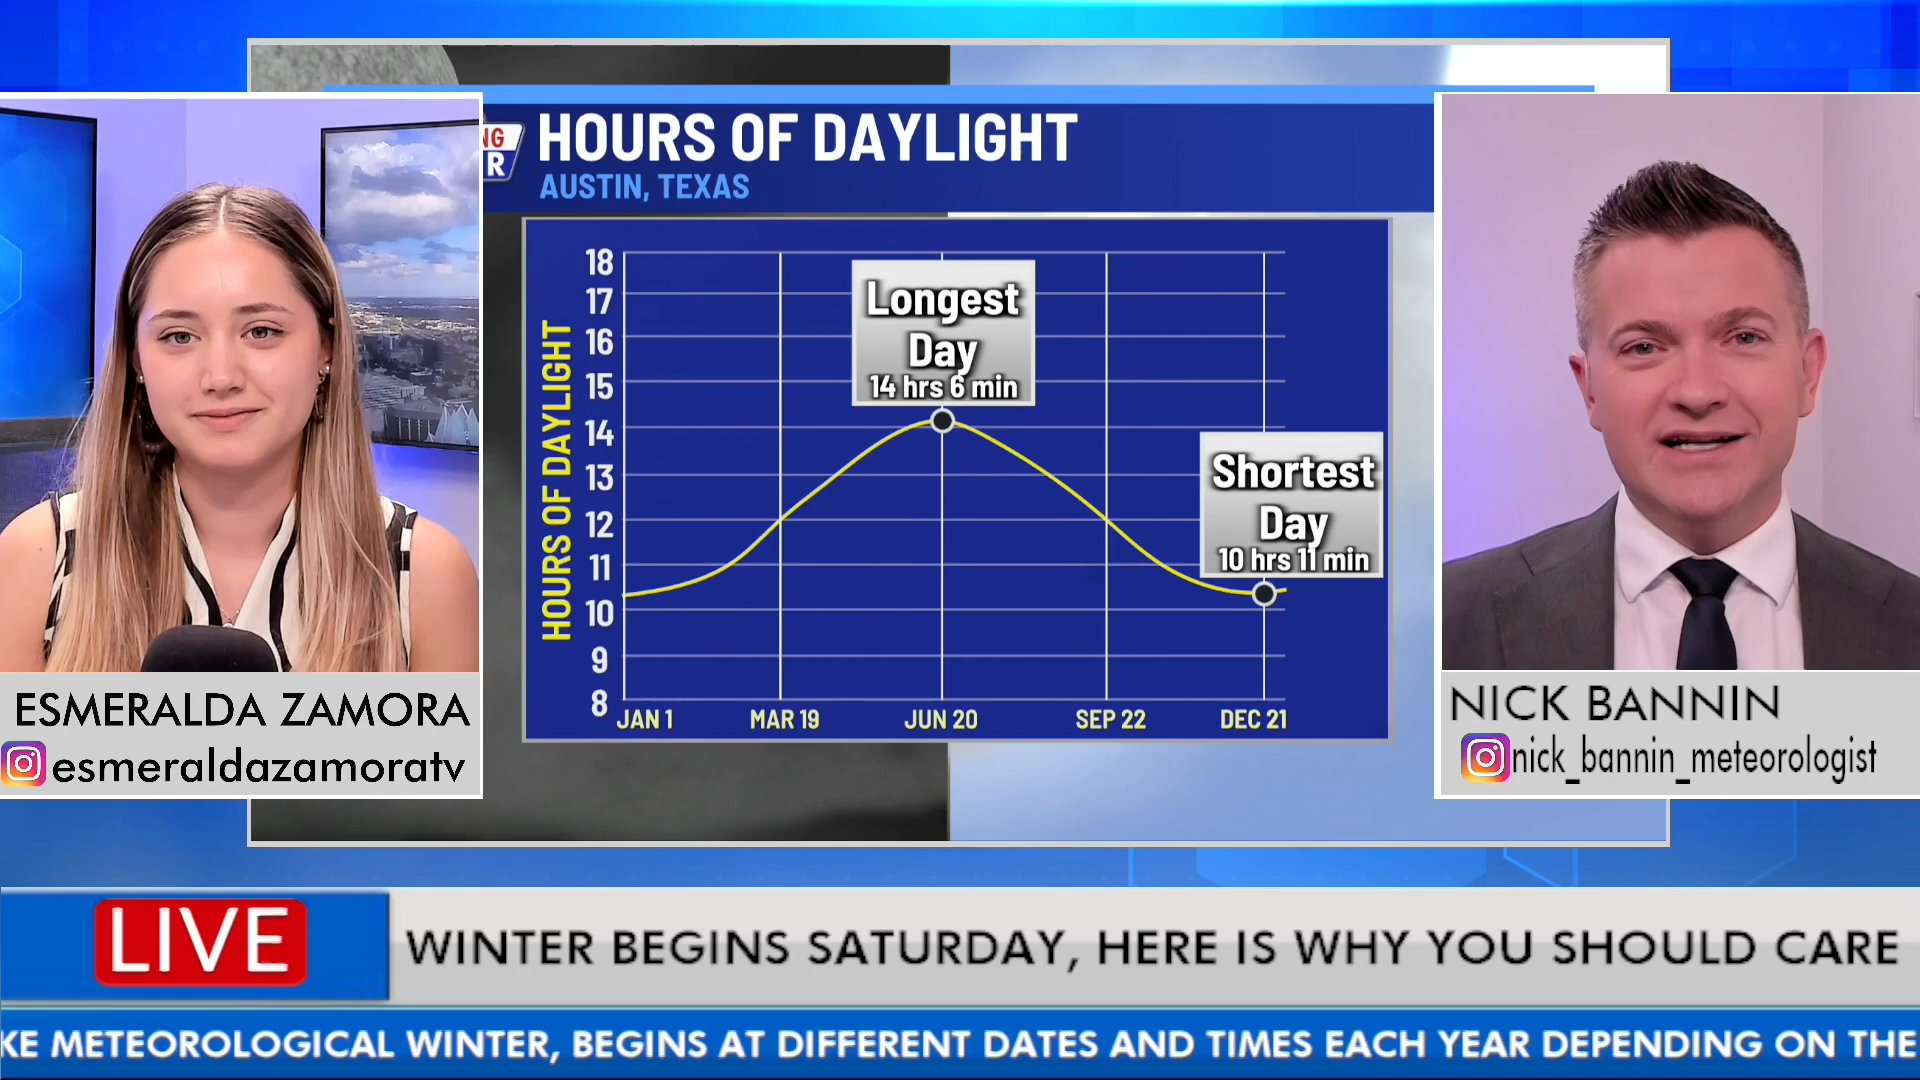 NG
R
HOURS OF DAYLIGHT
AUSTIN, TEXAS
HOURS OF DAYLIGHT
18
17
16
15
14
13
12
11
10
9
8
JAN 1
MAR 19
JUN 20
SEP 22
DEC 21
Longest
Day
14 hrs 6 min
Shortest
Day
10 hrs 11 min
ESMERALDA ZAMORA
esmeraldazamoratv
NICK BANNIN
nick_bannin_meteorologist
LIVE
WINTER BEGINS SATURDAY, HERE IS WHY YOU SHOULD CARE
KE METEOROLOGICAL WINTER, BEGINS AT DIFFERENT DATES AND TIMES EACH YEAR DEPENDING ON THE